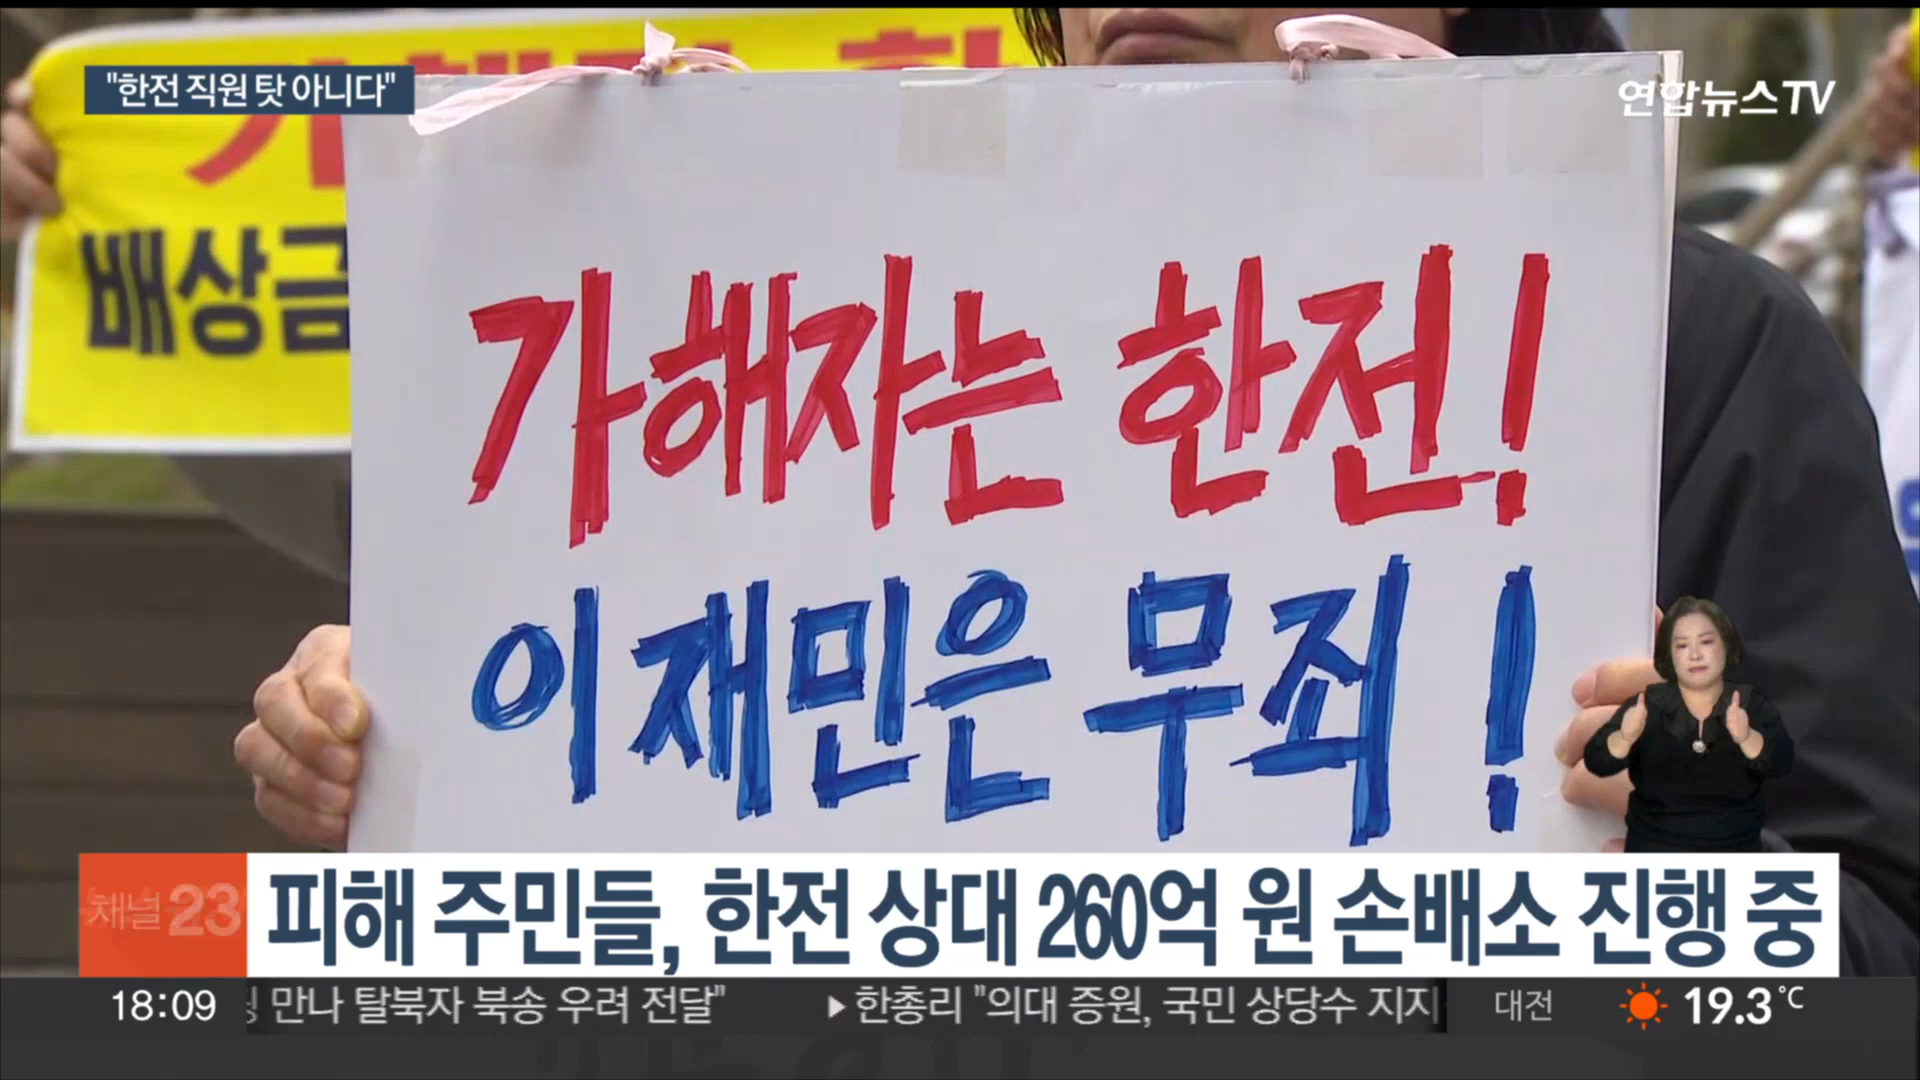 "한전 직원 탓 아니다"
연합뉴스TV
배상금
가해자는 한전!
이재민은 무죄!
채널 23
피해 주민들, 한전 상대 260억 원 손배소 진행 중
18:09
만나 탈북자 북송 우려 전달" ▶한총리 "의대 증원, 국민 상당수 지지
대전
19.3℃